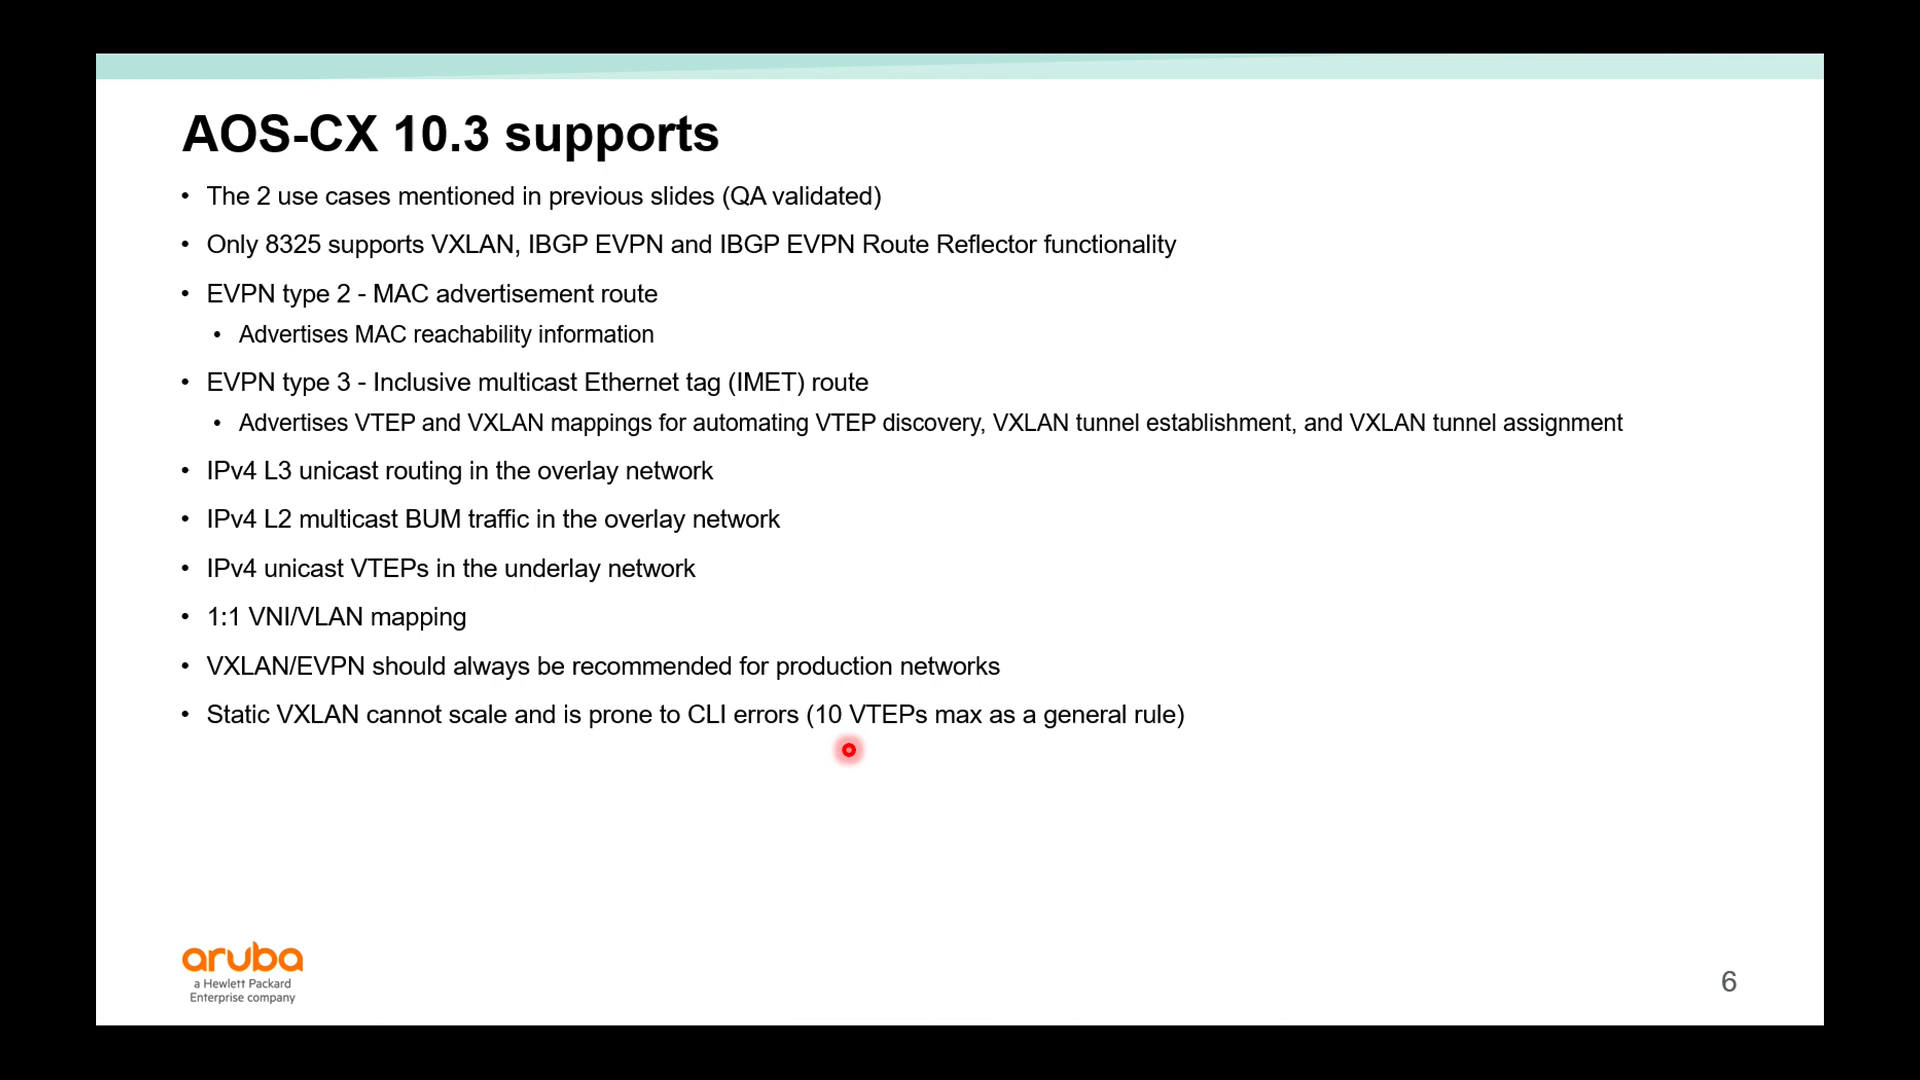 AOS-CX 10.3 supports
• The 2 use cases mentioned in previous slides (QA validated)
• Only 8325 supports VXLAN, IBGP EVPN and IBGP EVPN Route Reflector functionality
• EVPN type 2 - MAC advertisement route
• Advertises MAC reachability information
• EVPN type 3 - Inclusive multicast Ethernet tag (IMET) route
• Advertises VTEP and VXLAN mappings for automating VTEP discovery, VXLAN tunnel establishment, and VXLAN tunnel assignment
• IPv4 L3 unicast routing in the overlay network
• IPv4 L2 multicast BUM traffic in the overlay network
• IPv4 unicast VTEPs in the underlay network
• 1:1 VNI/VLAN mapping
• VXLAN/EVPN should always be recommended for production networks
• Static VXLAN cannot scale and is prone to CLI errors (10 VTEPs max as a general rule)
aruba
a Hewlett Packard
Enterprise company
6